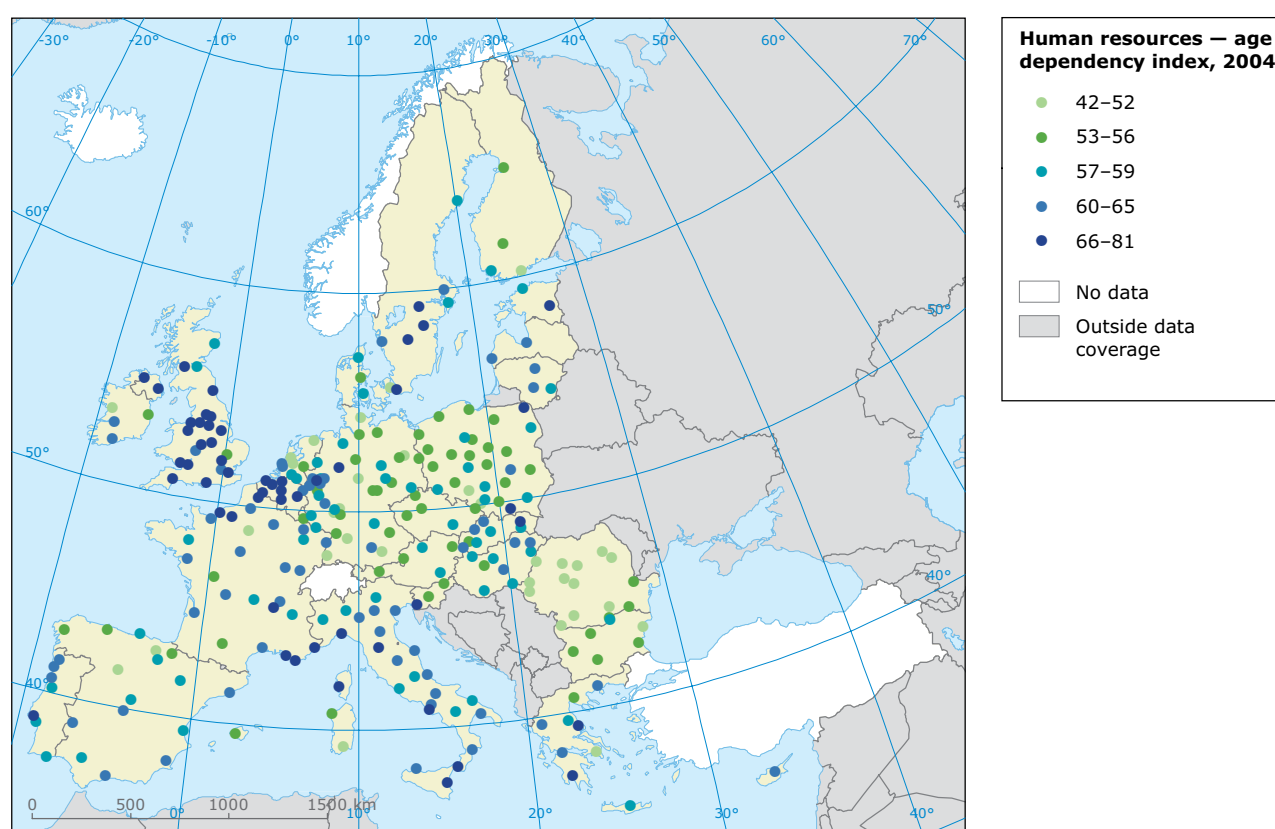 -30° -20° -10° 0° 10° 20° 30° 40° 50° 60° 70°
60°
50°
50°
40°
40°
0 500 1000 1500 km
0° 10° 20° 30° 40°
Human resources — age
dependency index, 2004
42–52
53–56
57–59
60–65
66–81
No data
Outside data
coverage